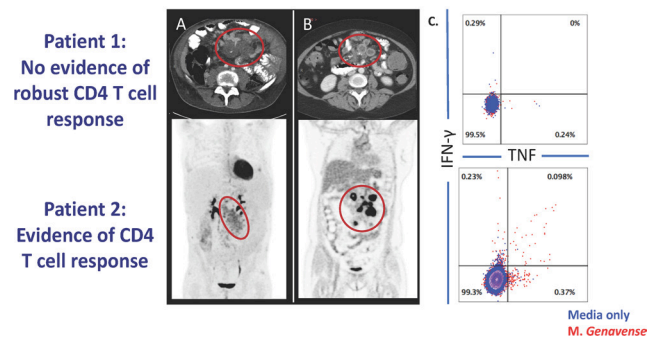 Patient 1:
No evidence of
robust CD4 T cell
response
Patient 2:
Evidence of CD4
T cell response
A
B
C.
0.29%
0%
99.5%
0.24%
IFN-γ
TNF
0.23%
0.098%
99.3%
0.37%
Media only
M. Genavense